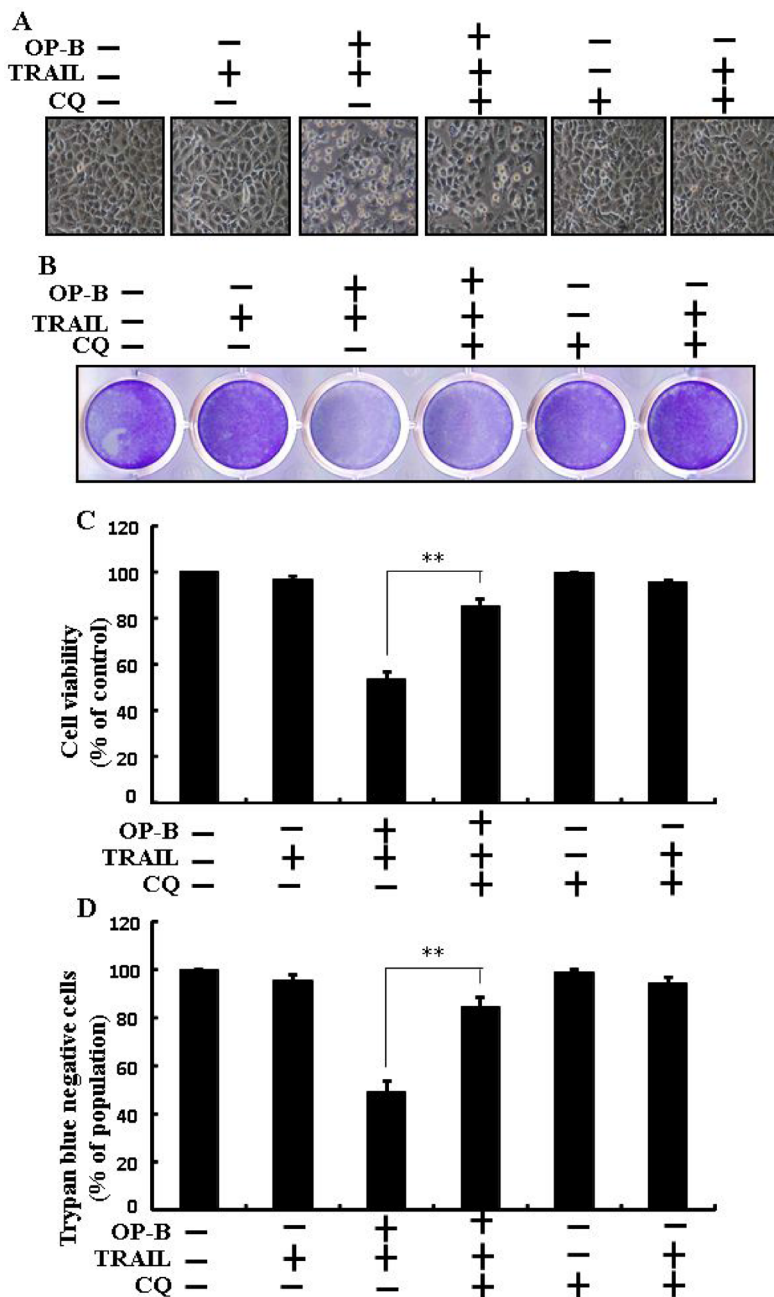 A
OP-B − − + + − −
TRAIL − + + + − +
CQ − − − + + +
B
OP-B − − + + − −
TRAIL − + + + − +
CQ − − − + + +
C
120
100
80
60
40
20
0
Cell viability
(% of control)
**
OP-B − − + + − −
TRAIL − + + + − +
CQ − − − + + +
D
120
100
80
60
40
20
0
Trypan blue negative cells
(% of population)
**
OP-B − − + + − −
TRAIL − + + + − +
CQ − − − + + +